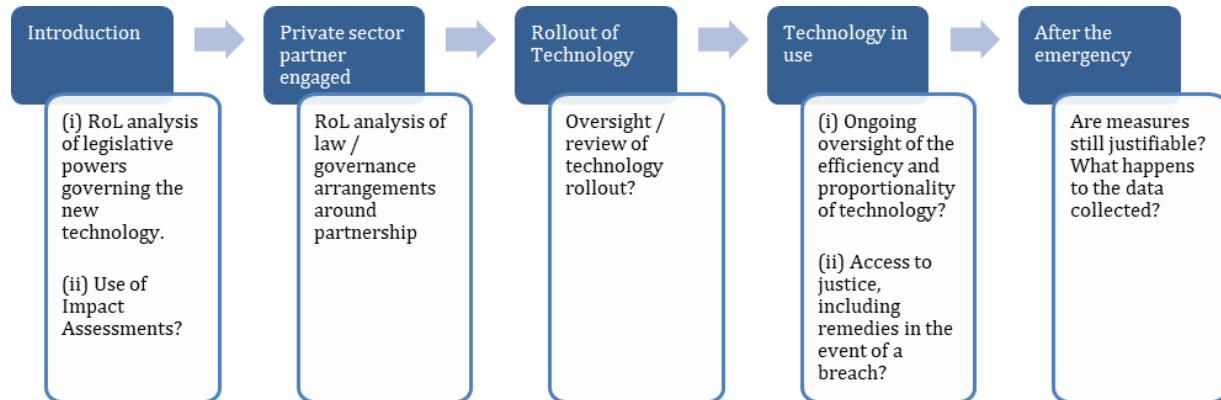 Introduction
(i) RoL analysis
of legislative
powers
governing the
new
technology.
(ii) Use of
Impact
Assessments?
Private sector
partner
engaged
RoL analysis of
law /
governance
arrangements
around
partnership
Rollout of
Technology
Oversight /
review of
technology
rollout?
Technology in
use
(i) Ongoing
oversight of the
efficiency and
proportionality
of technology?
(ii) Access to
justice,
including
remedies in the
event of a
breach?
After the
emergency
Are measures
still justifiable?
What happens
to the data
collected?